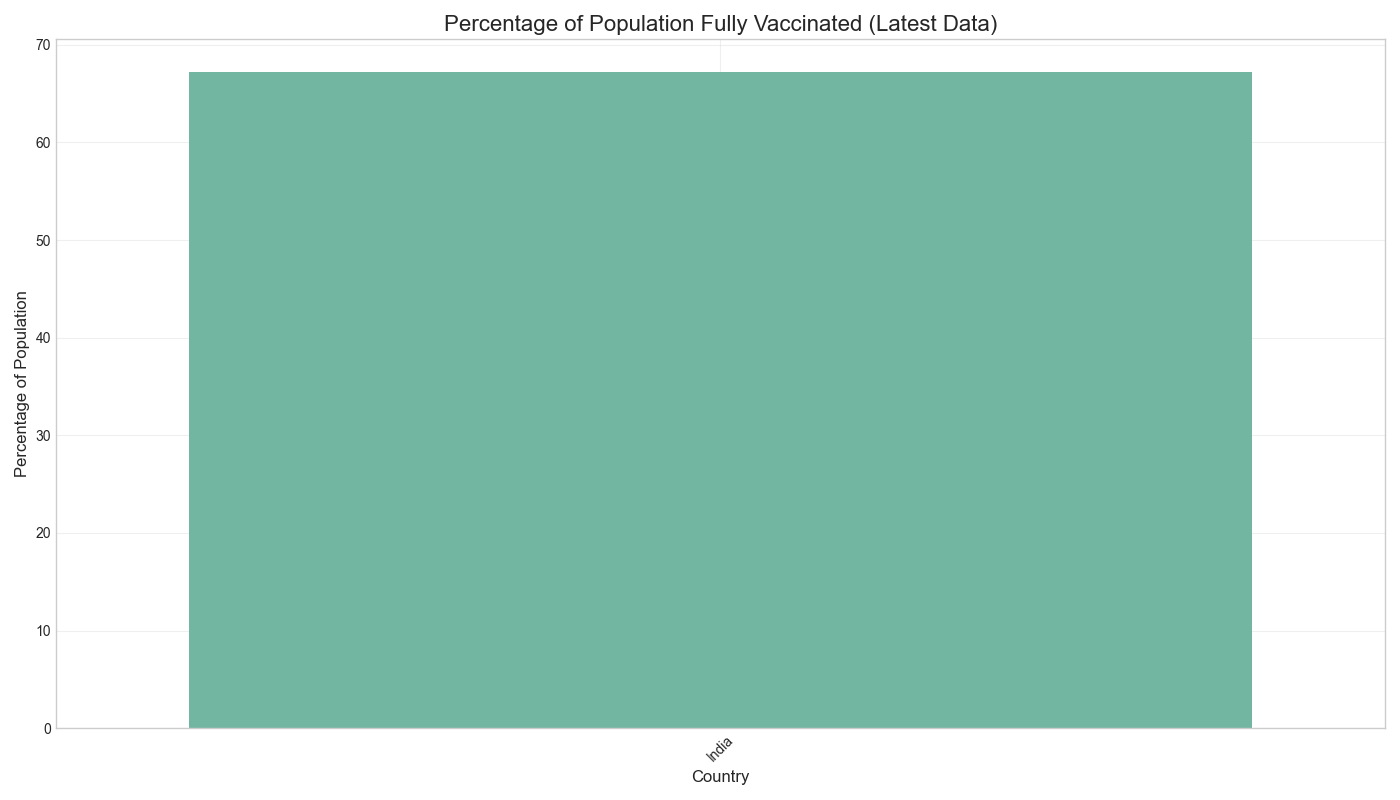 Percentage of Population Fully Vaccinated (Latest Data)
Percentage of Population
70
60
50
40
30
20
10
0
India
Country